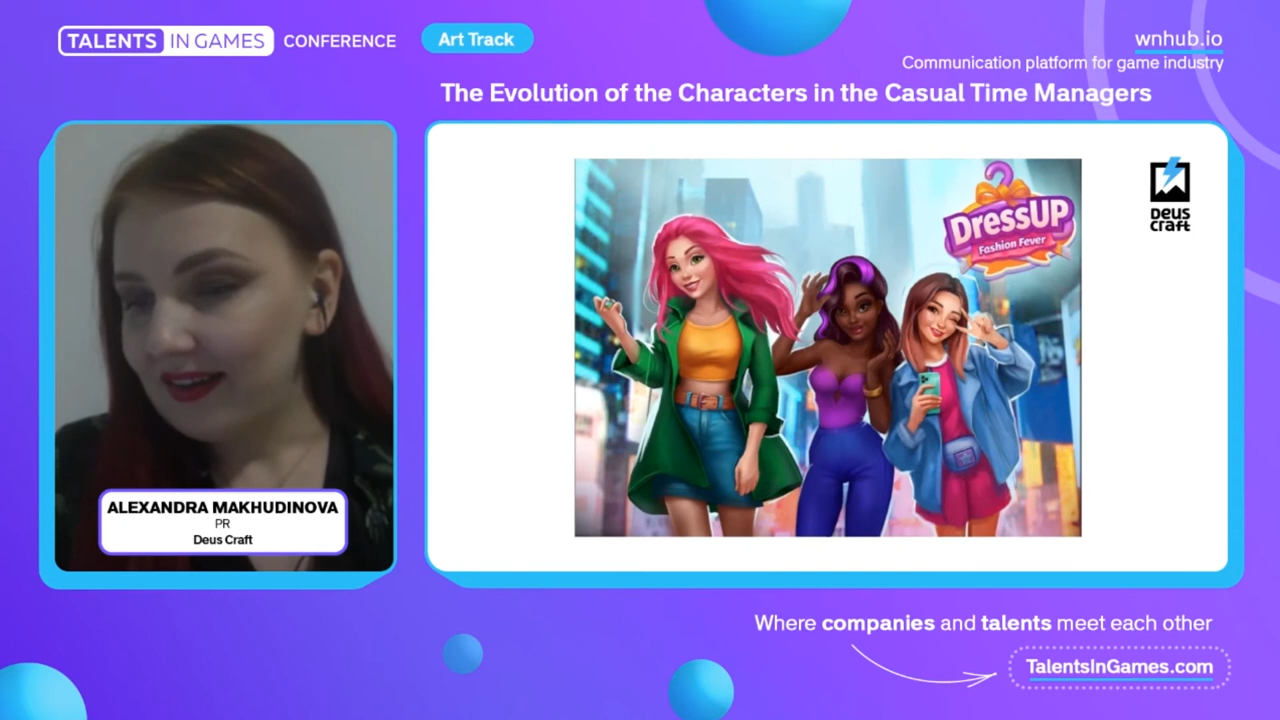 TALENTS IN GAMES CONFERENCE
Art Track
wnhub.io
Communication platform for game industry
The Evolution of the Characters in the Casual Time Managers
DressUP
Fashion Fever
Deus
craft
ALEXANDRA MAKHUDINOVA
PR
Deus Craft
Where companies and talents meet each other
TalentsInGames.com